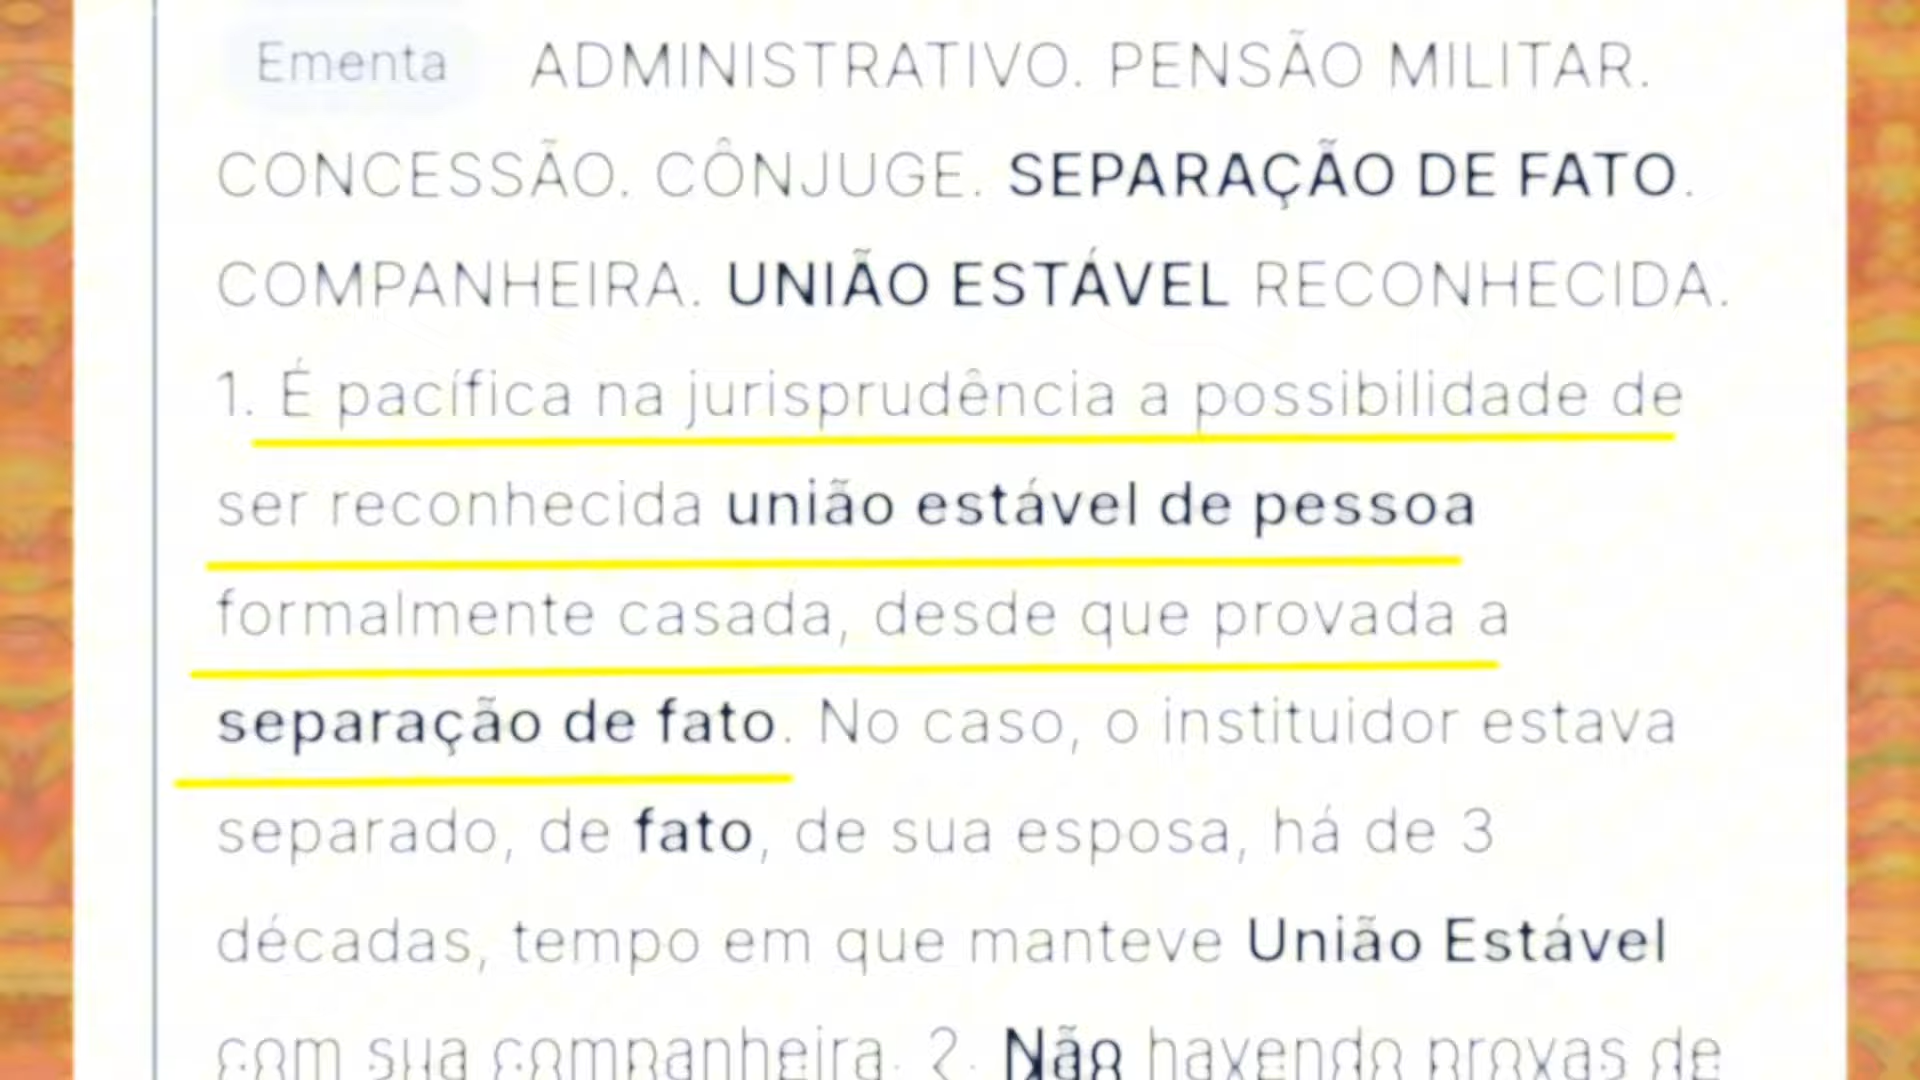 Ementa ADMINISTRATIVO. PENSÃO MILITAR.
CONCESSÃO. CÔNJUGE. SEPARAÇÃO DE FATO.
COMPANHEIRA. UNIÃO ESTÁVEL RECONHECIDA.
1. É pacífica na jurisprudência a possibilidade de
ser reconhecida união estável de pessoa
formalmente casada, desde que provada a
separação de fato. No caso, o instituidor estava
separado, de fato, de sua esposa, há de 3
décadas, tempo em que manteve União Estável
com sua companheira. 2. Não havendo provas de